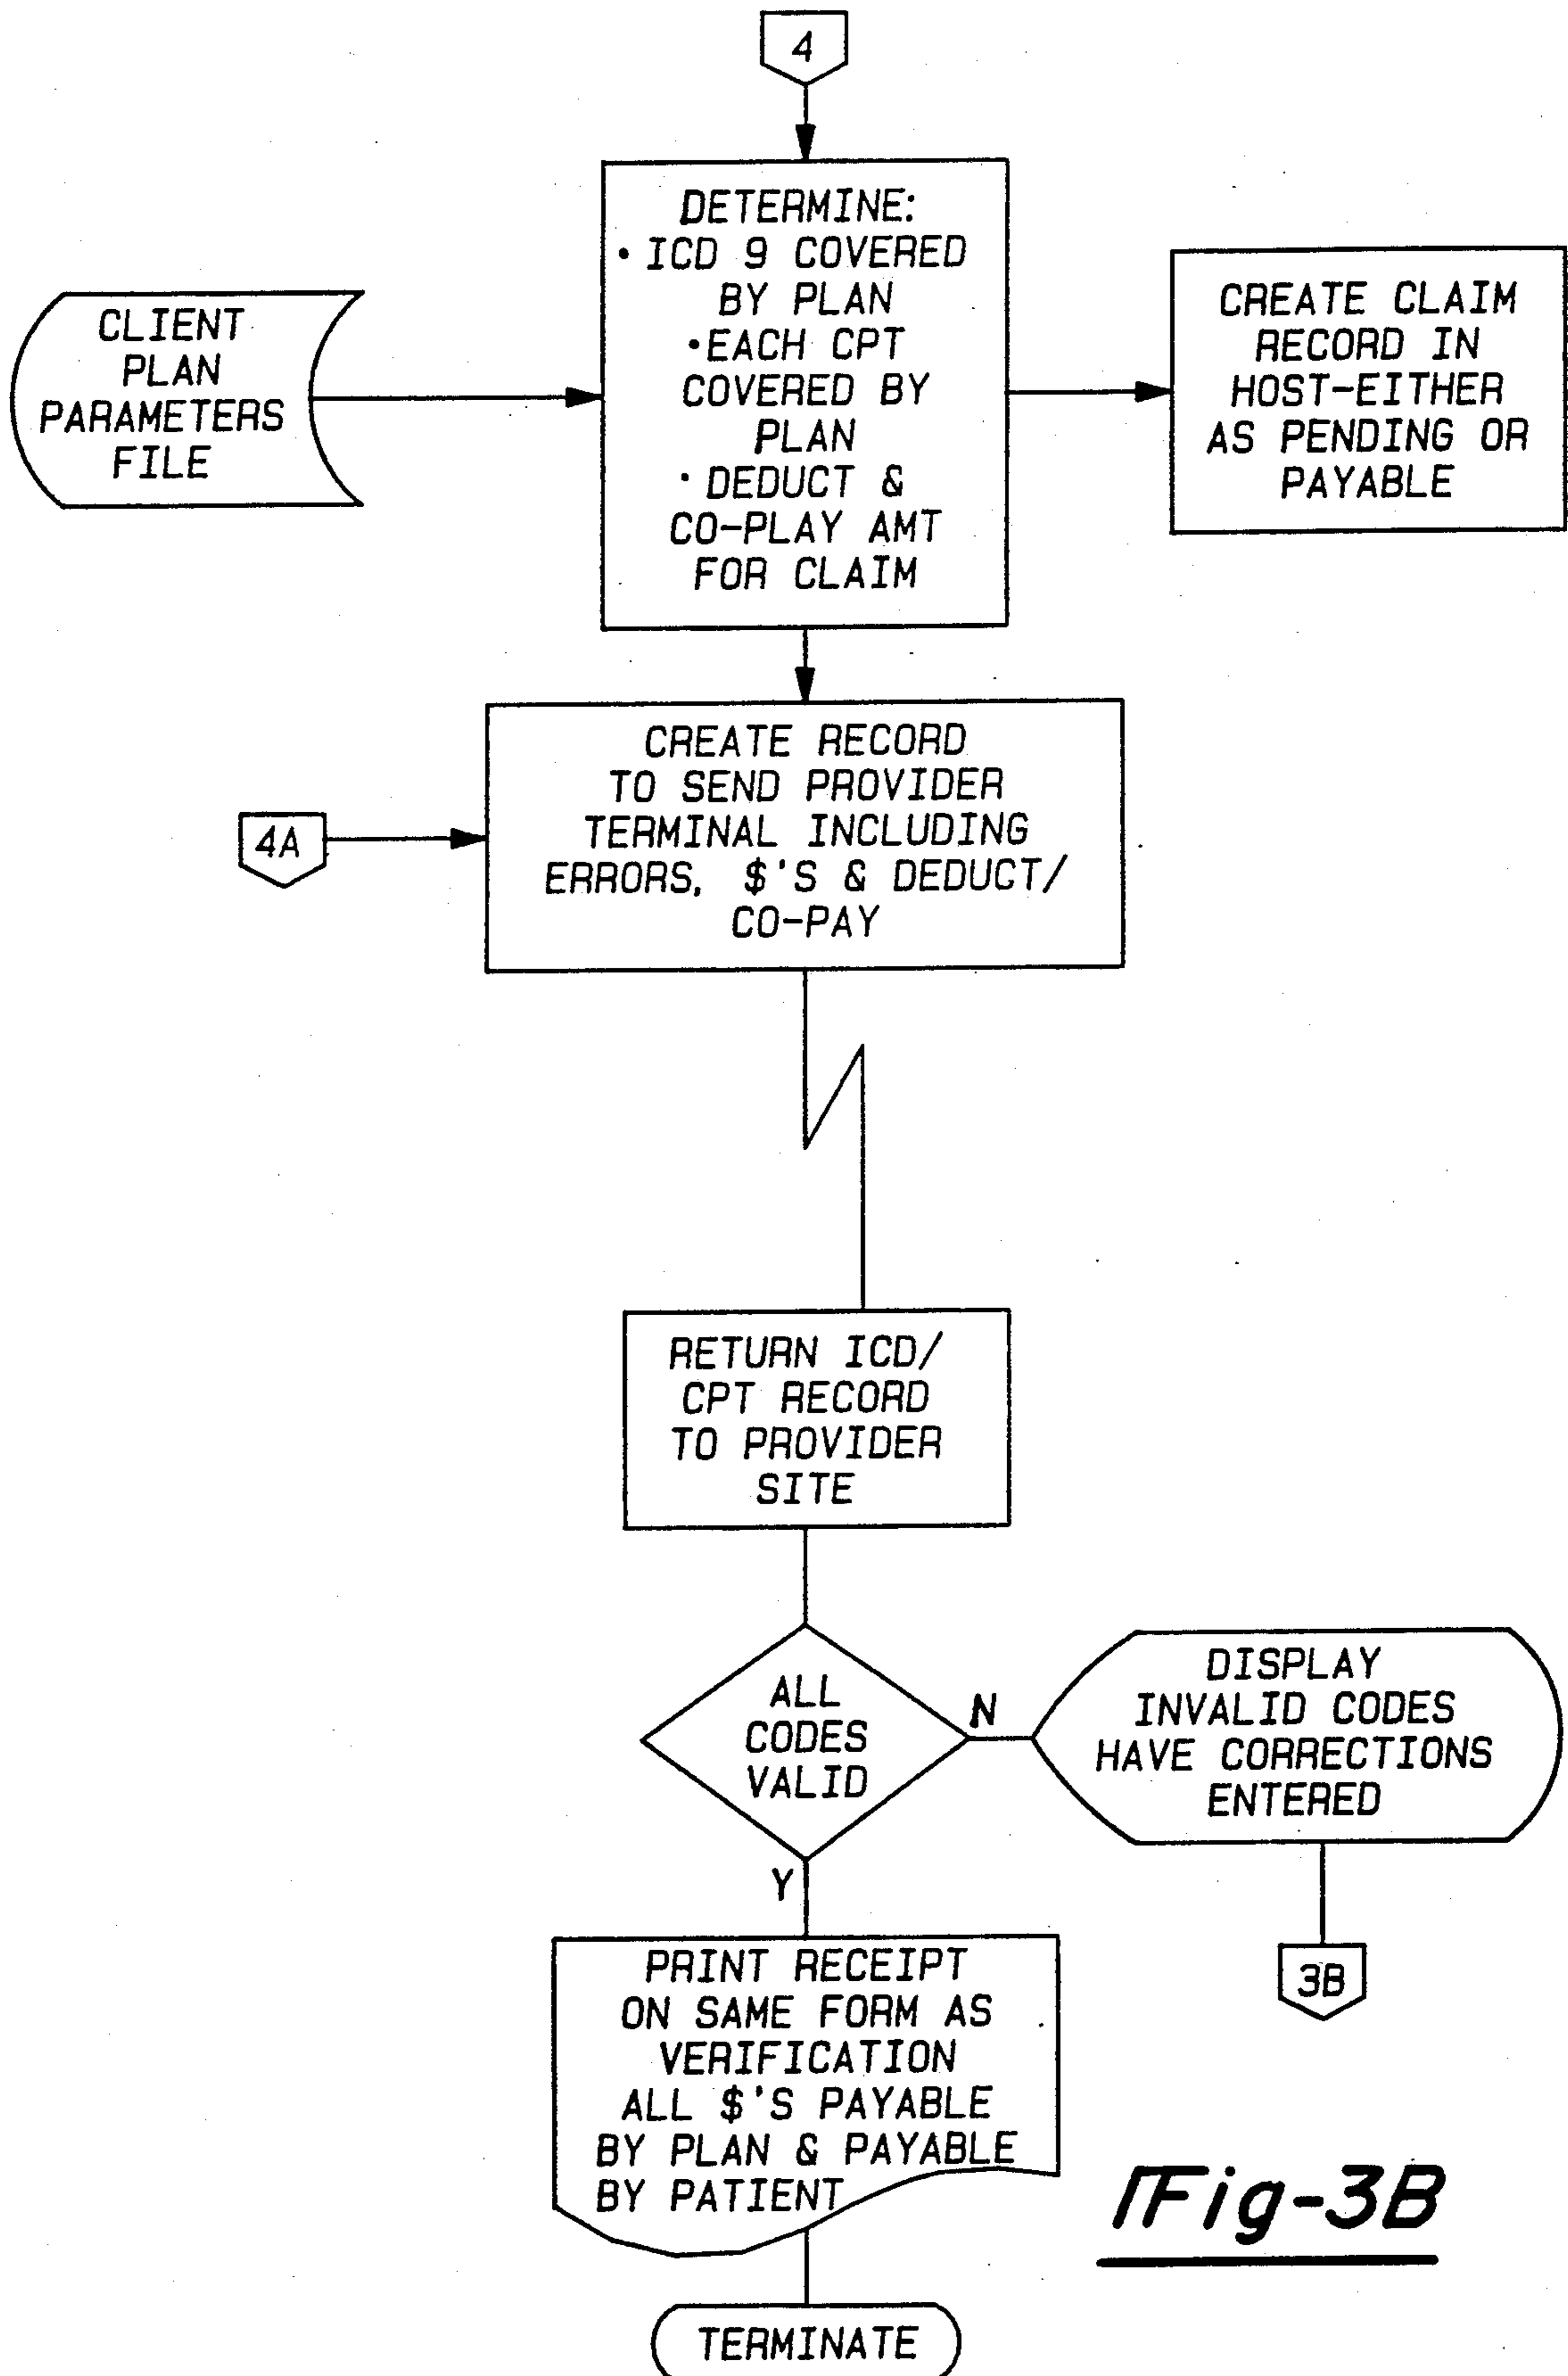 4
DETERMINE:
• ICD 9 COVERED
BY PLAN
•EACH CPT
COVERED BY
PLAN
• DEDUCT &
CO-PLAY AMT
FOR CLAIM
CLIENT
PLAN
PARAMETERS
FILE
CREATE CLAIM
RECORD IN
HOST-EITHER
AS PENDING OR
PAYABLE
CREATE RECORD
TO SEND PROVIDER
TERMINAL INCLUDING
ERRORS, $'S & DEDUCT/
CO-PAY
4A
RETURN ICD/
CPT RECORD
TO PROVIDER
SITE
ALL
CODES
VALID
N
DISPLAY
INVALID CODES
HAVE CORRECTIONS
ENTERED
Y
3B
PRINT RECEIPT
ON SAME FORM AS
VERIFICATION
ALL $'S PAYABLE
BY PLAN & PAYABLE
BY PATIENT
Fig-3B
TERMINATE